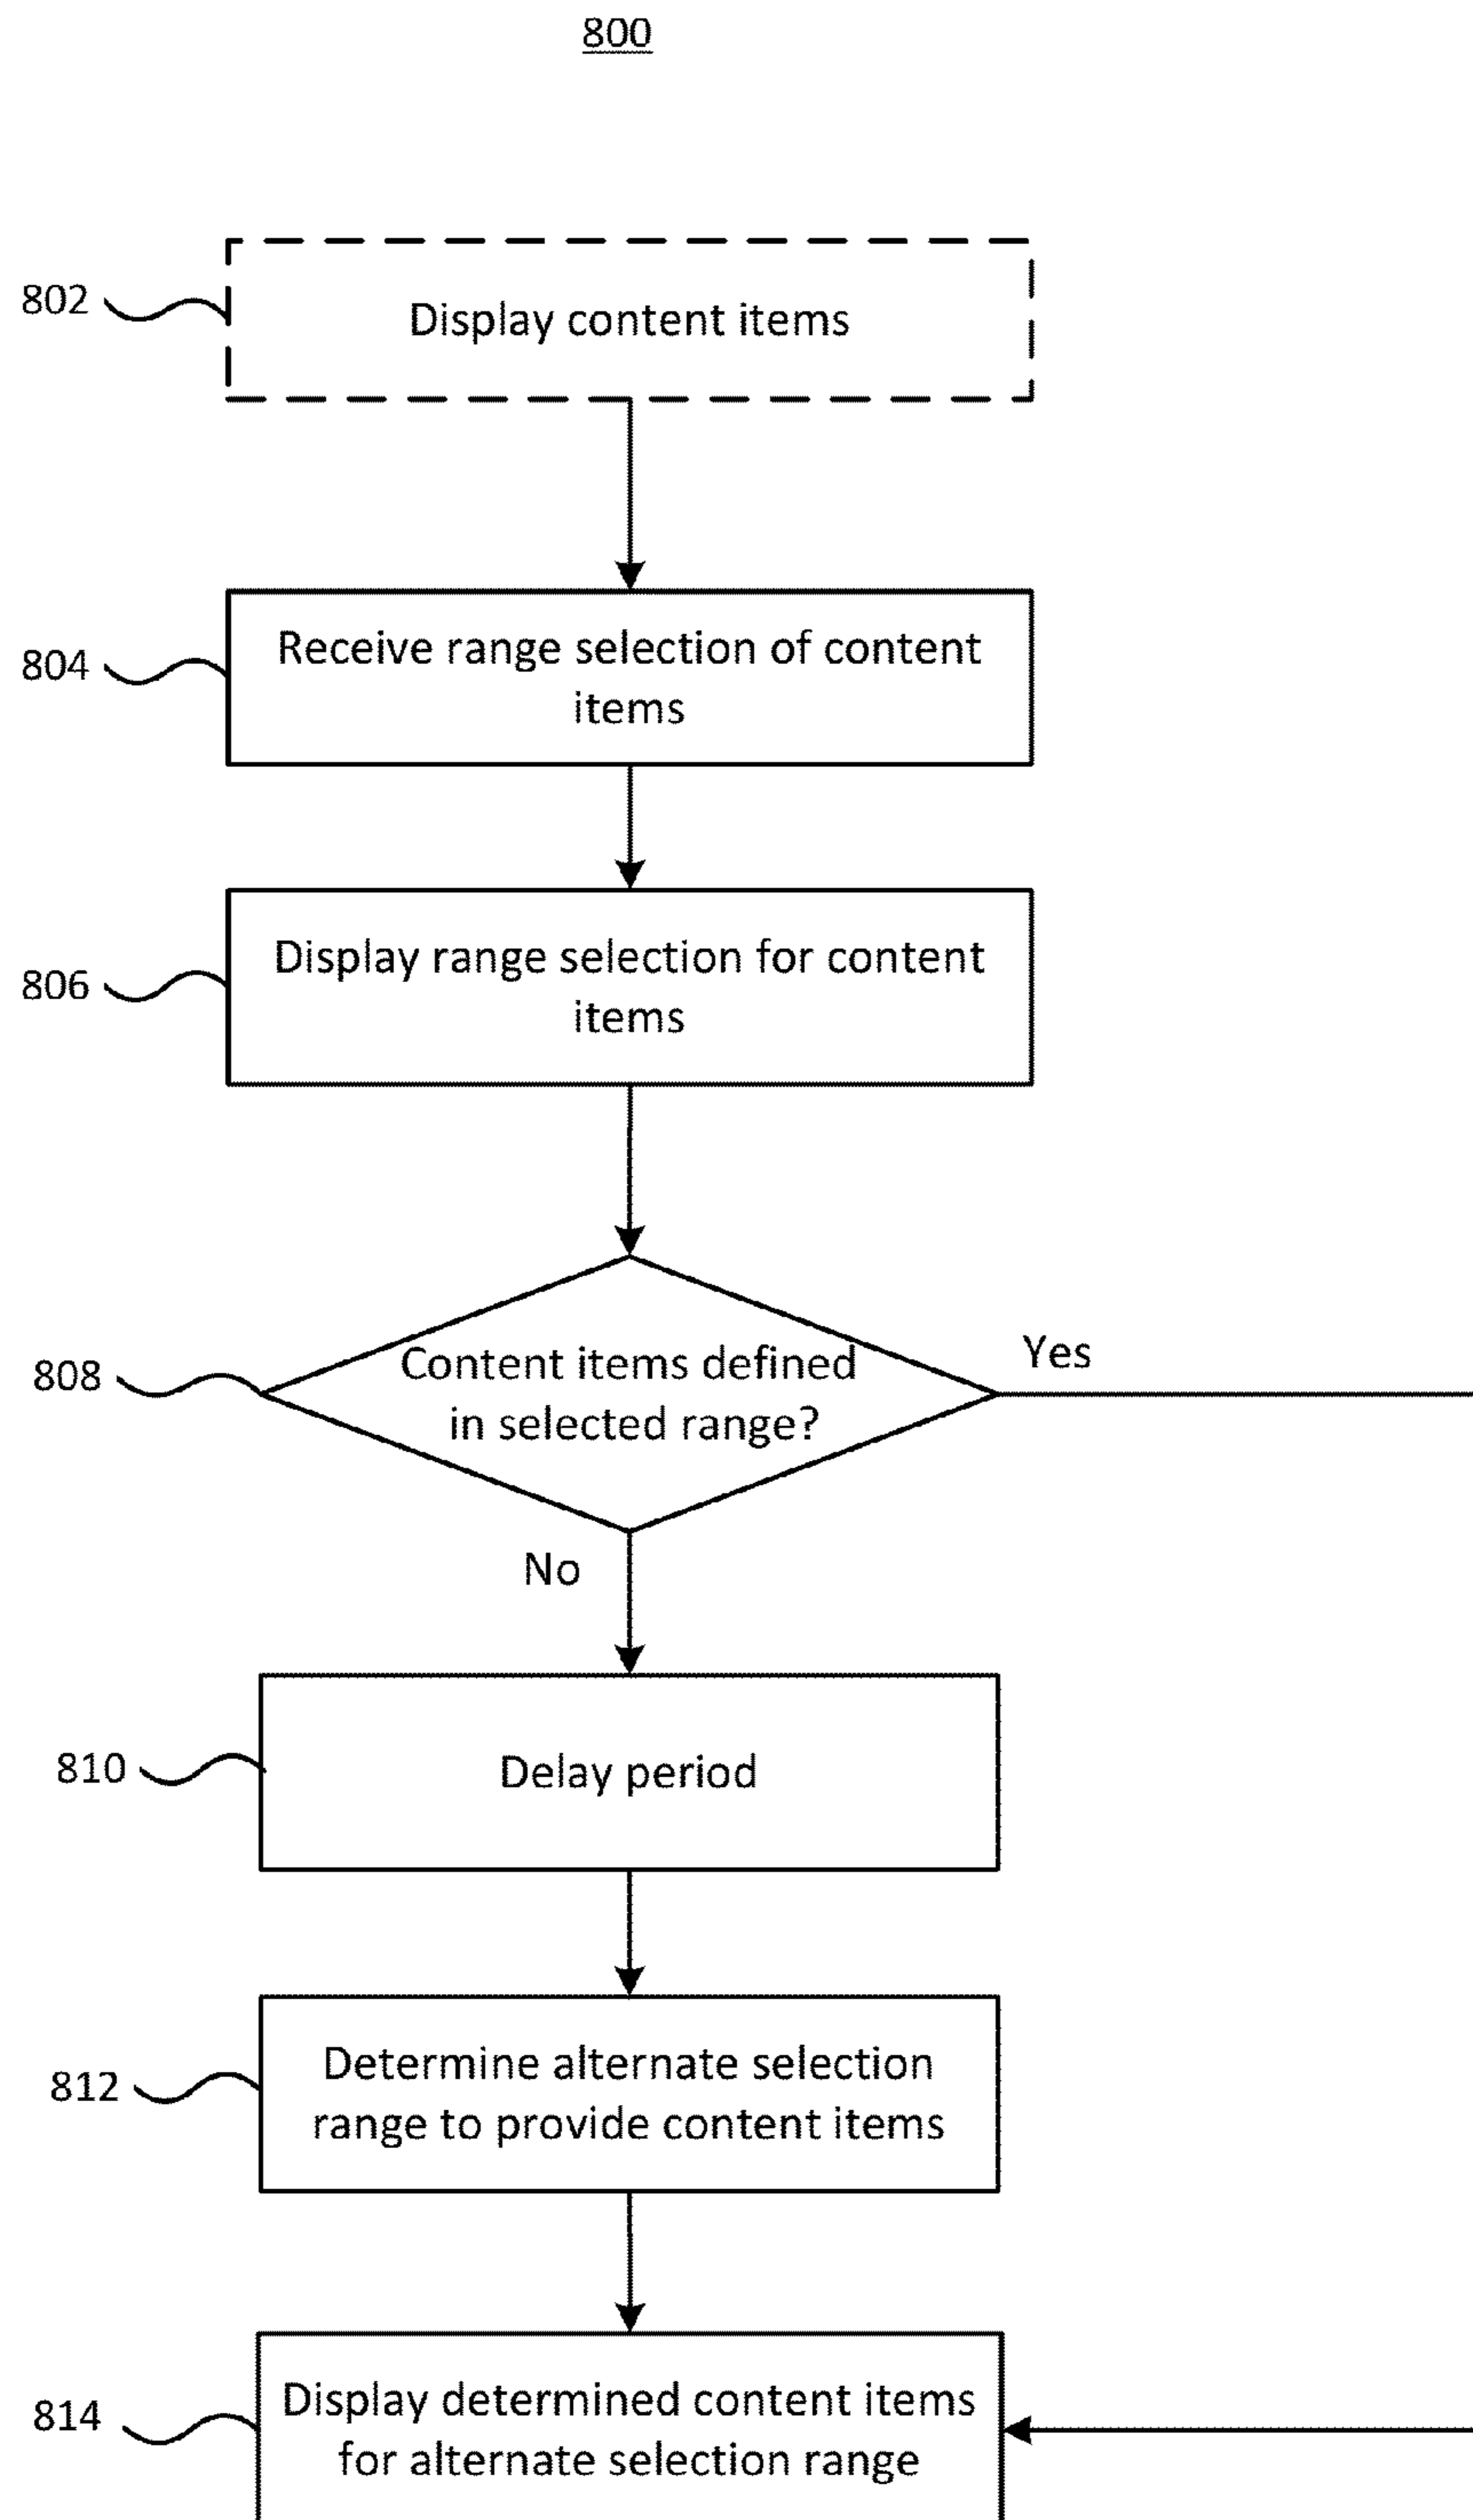 800
802
Display content items
804
Receive range selection of content
items
806
Display range selection for content
items
808
Content items defined
in selected range?
Yes
No
810
Delay period
812
Determine alternate selection
range to provide content items
814
Display determined content items
for alternate selection range